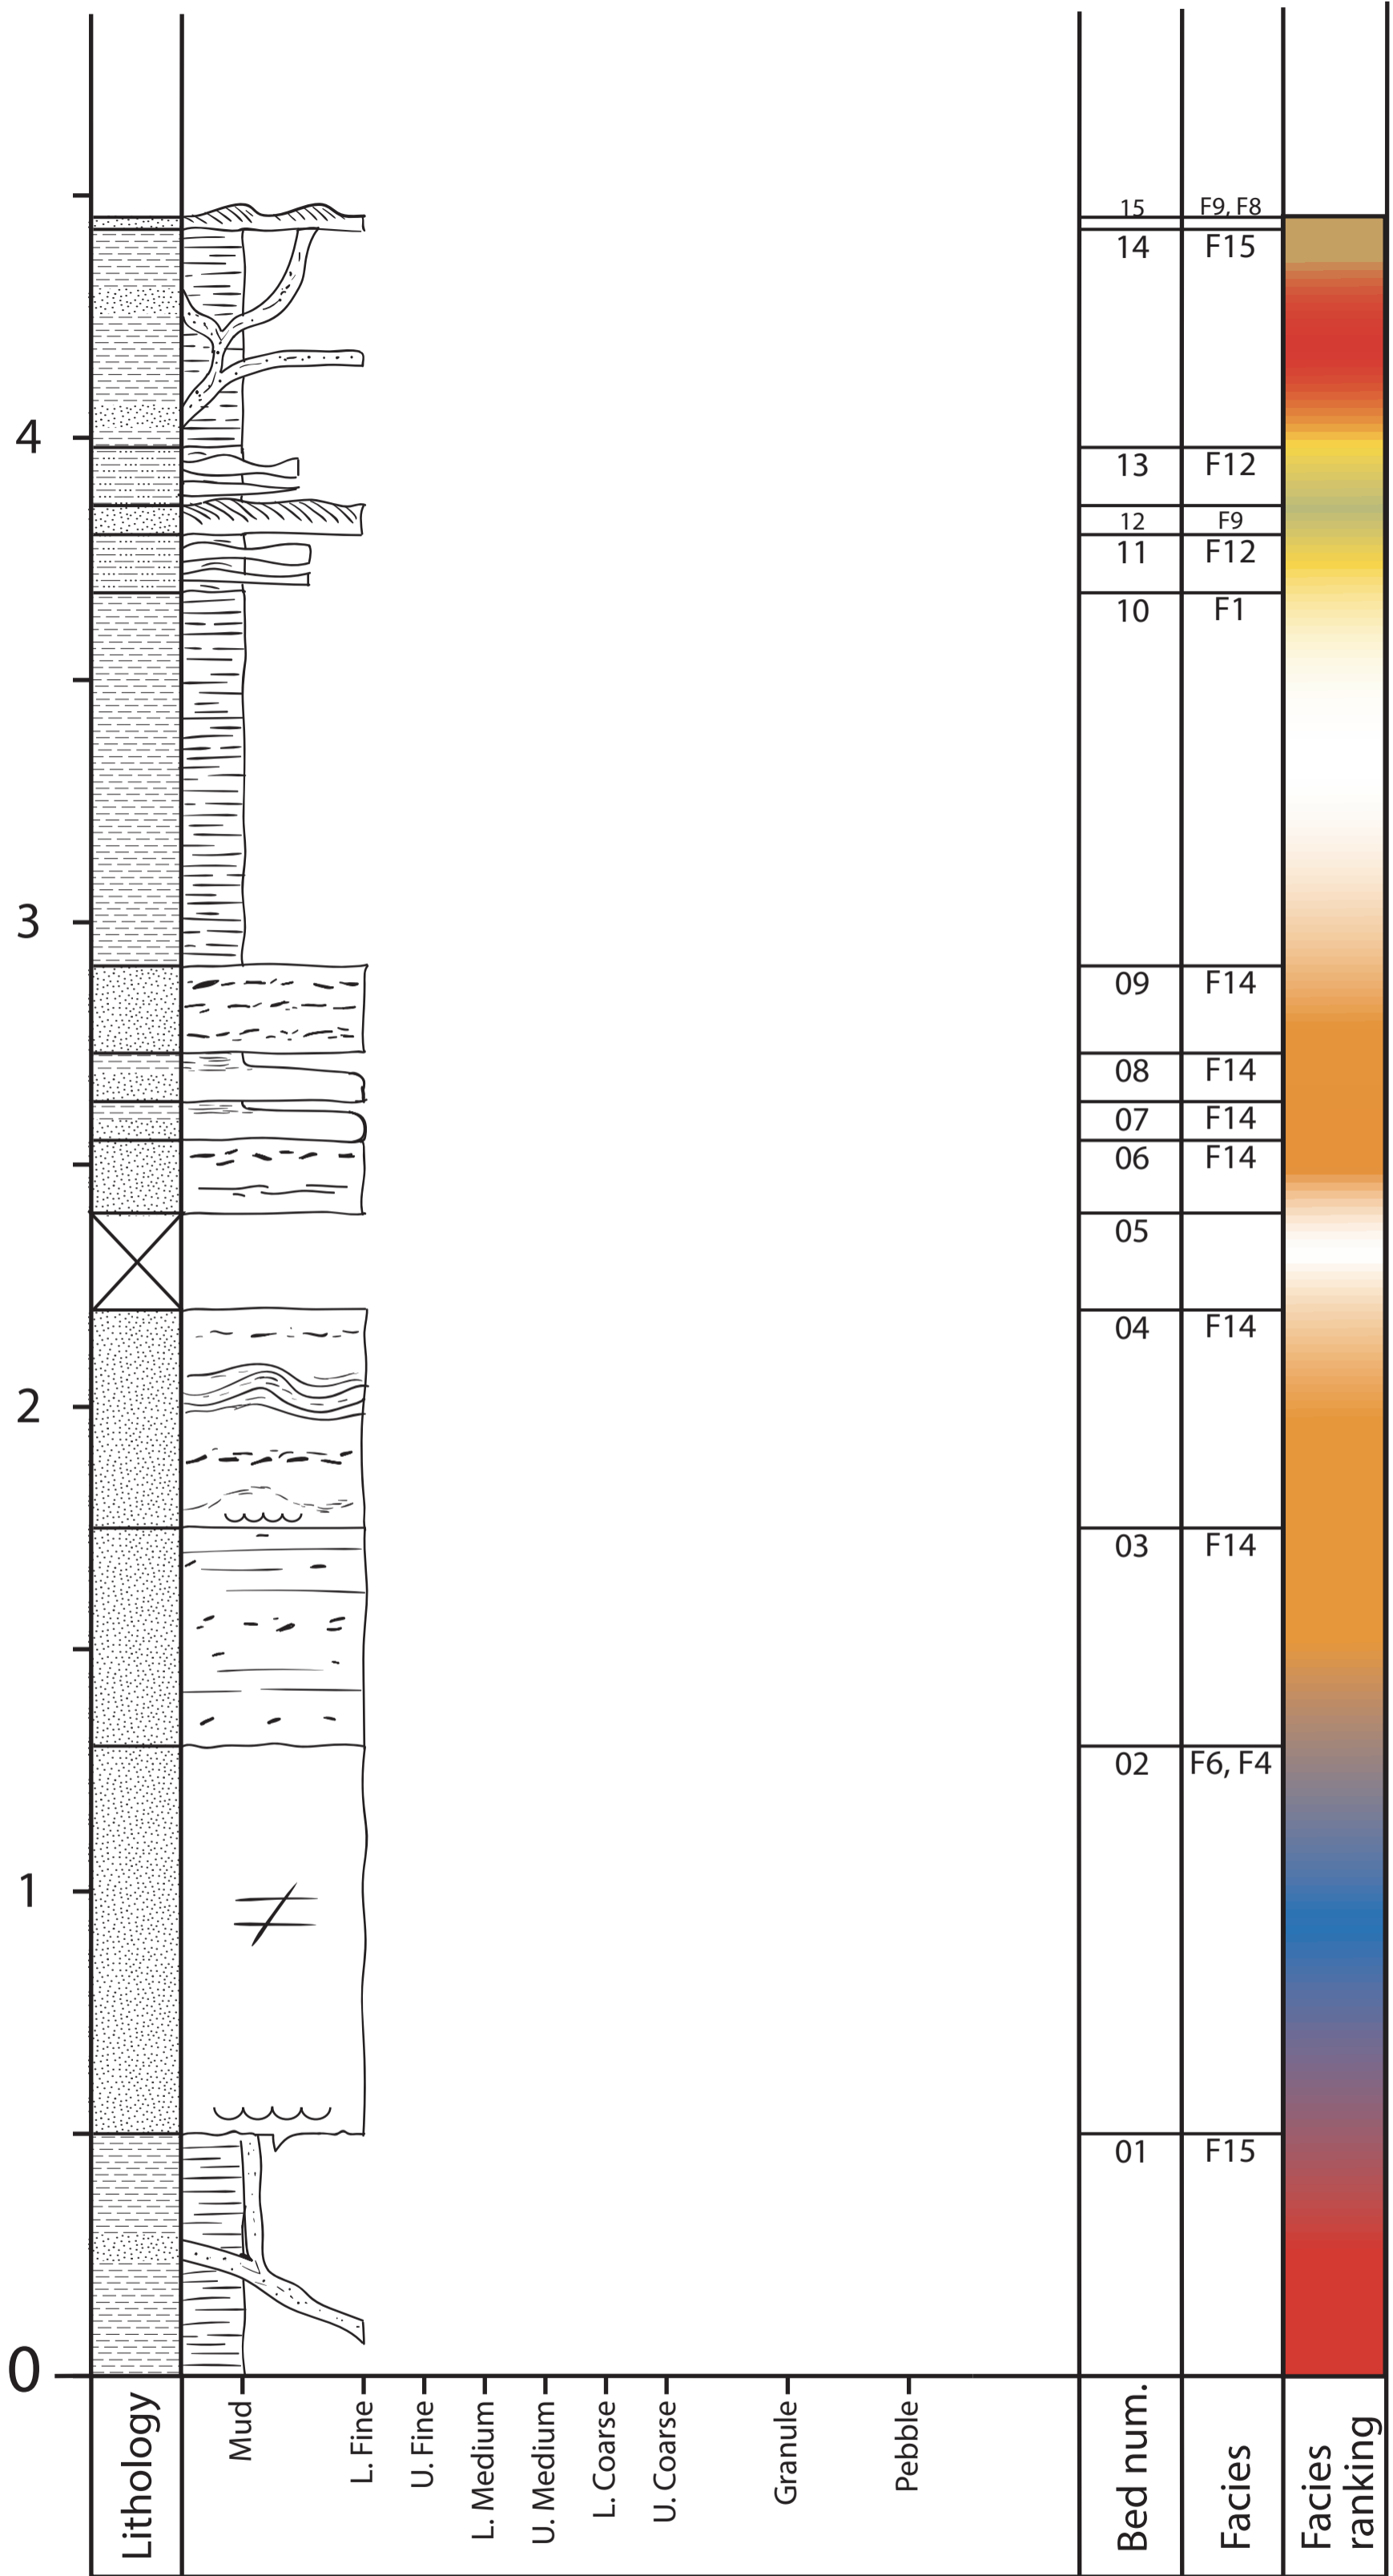 15 F9, F8
14 F15
4
13 F12
12 F9
11 F12
10 F1
3
09 F14
08 F14
07 F14
06 F14
05
04 F14
2
03 F14
02 F6, F4
1
01 F15
0
Lithology
Mud
L. Fine
U. Fine
L. Medium
U. Medium
L. Coarse
U. Coarse
Granule
Pebble
Bed num.
Facies
Facies
ranking